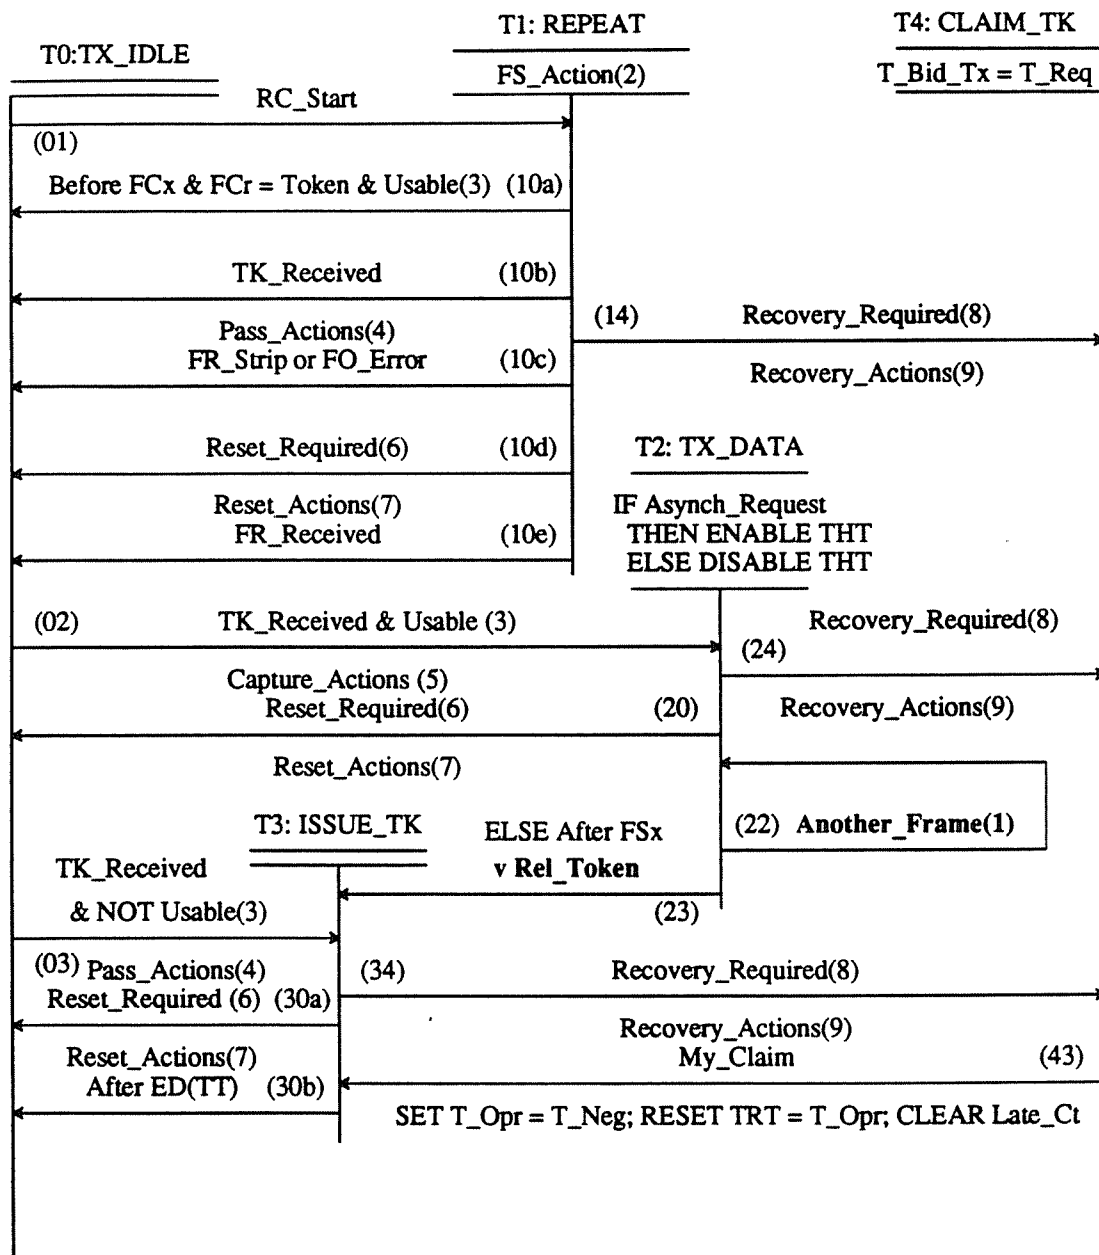 T0:TX_IDLE
T1: REPEAT
T4: CLAIM_TK
FS_Action(2)
T_Bid_Tx = T_Req
RC_Start
(01)
Before FCx & FCr = Token & Usable(3) (10a)
TK_Received (10b)
(14) Recovery_Required(8)
Pass_Actions(4)
FR_Strip or FO_Error (10c)
Recovery_Actions(9)
Reset_Required(6) (10d)
T2: TX_DATA
Reset_Actions(7)
FR_Received (10e)
IF Asynch_Request
THEN ENABLE THT
ELSE DISABLE THT
(02) TK_Received & Usable (3)
Recovery_Required(8)
(24)
Capture_Actions (5)
Reset_Required(6) (20)
Recovery_Actions(9)
Reset_Actions(7)
T3: ISSUE_TK
ELSE After FSx
v Rel_Token
(22) Another_Frame(1)
(23)
TK_Received
& NOT Usable(3)
(03) Pass_Actions(4)
(34) Recovery_Required(8)
Reset_Required (6) (30a)
Recovery_Actions(9)
Reset_Actions(7)
My_Claim (43)
After ED(TT) (30b)
SET T_Opr = T_Neg; RESET TRT = T_Opr; CLEAR Late_Ct